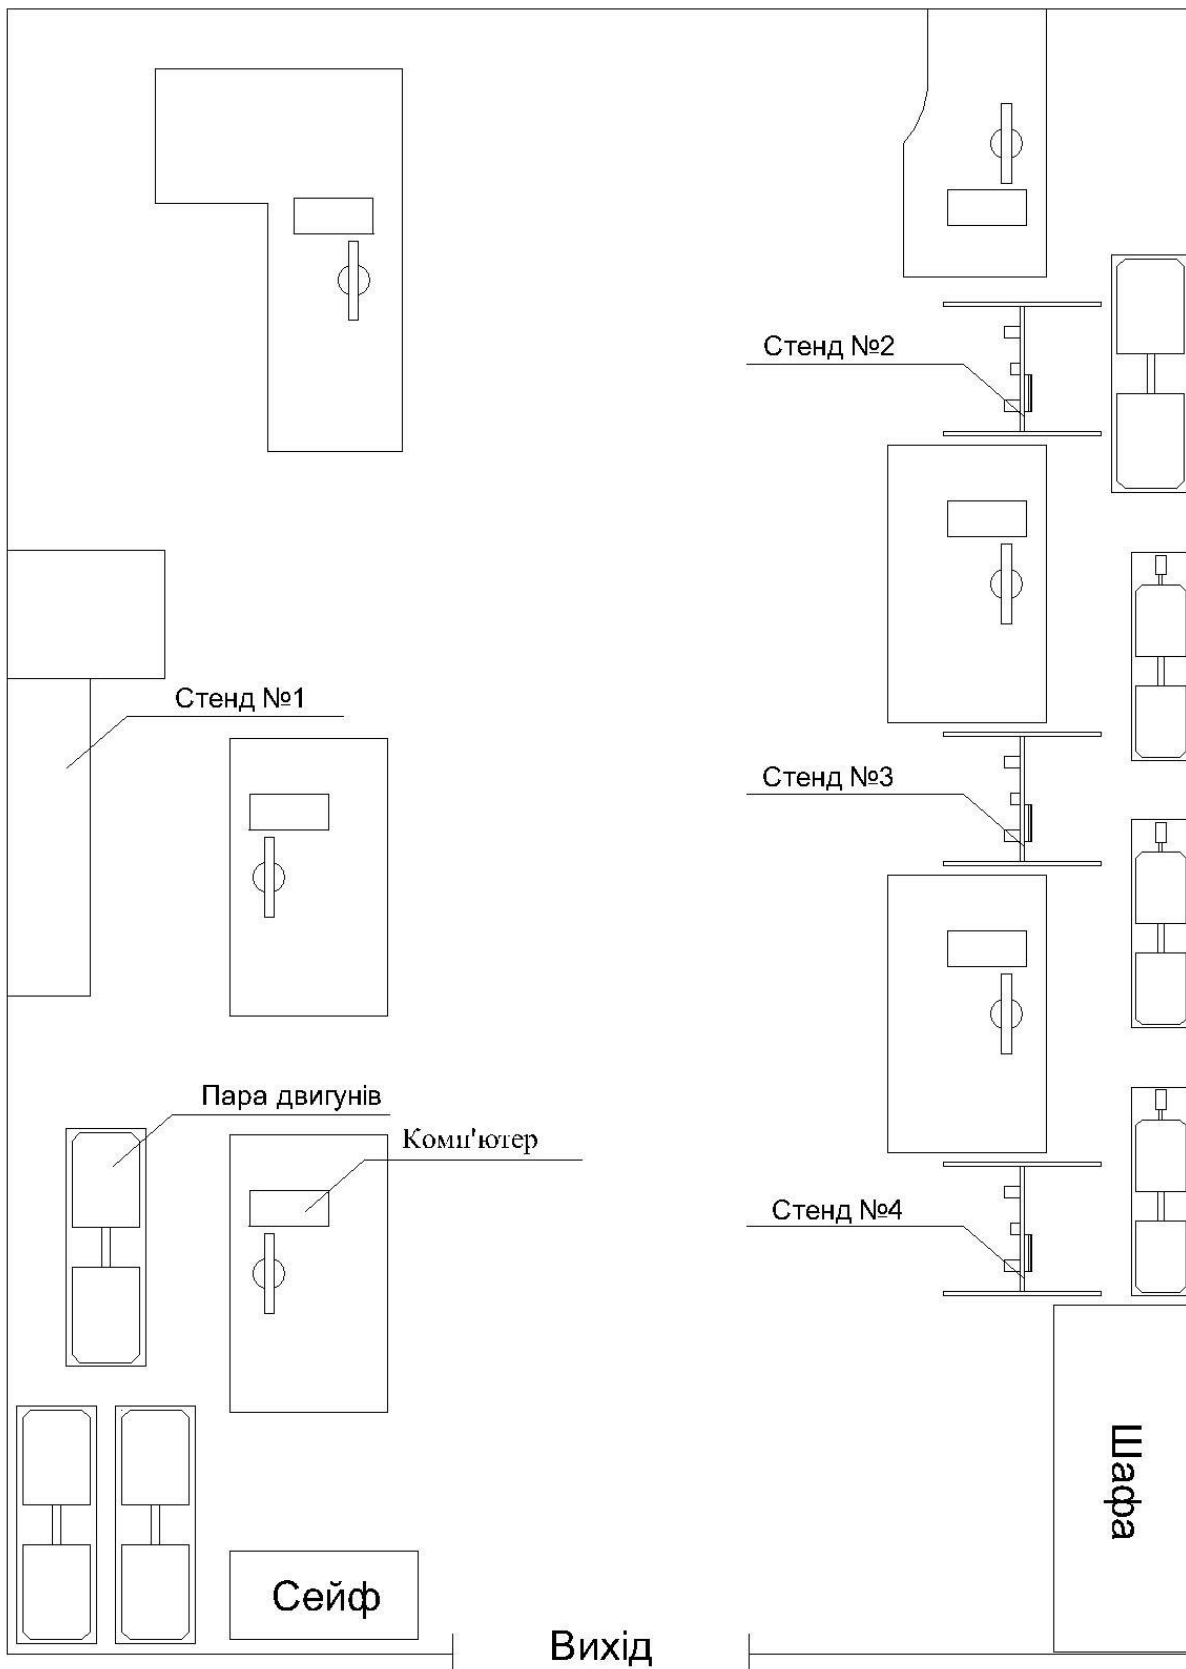 Стенд №2
Стенд №1
Стенд №3
Пара двигунів
Комп'ютер
Стенд №4
Шафа
Сейф
Вихід